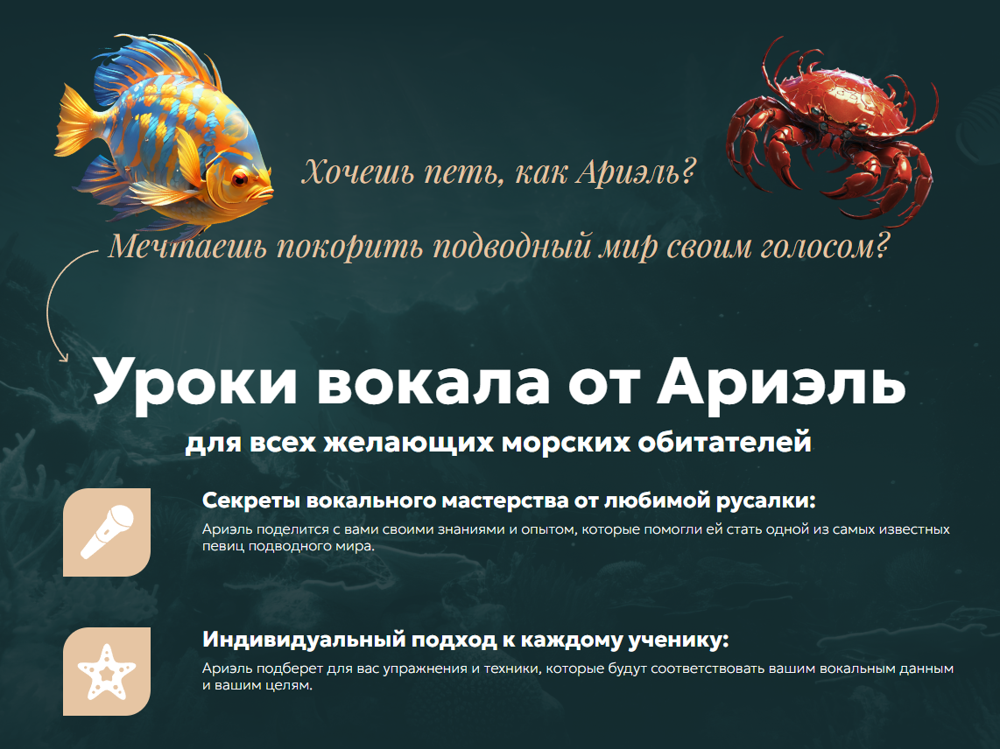 Хочешь петь, как Ариэль?
Мечтаешь покорить подводный мир своим голосом?
Уроки вокала от Ариэль
для всех желающих морских обитателей
Секреты вокального мастерства от любимой русалки:
Ариэль поделится с вами своими знаниями и опытом, которые помогли ей стать одной из самых известных
певиц подводного мира.
Индивидуальный подход к каждому ученику:
Ариэль подберет для вас упражнения и техники, которые будут соответствовать вашим вокальным данным
и вашим целям.